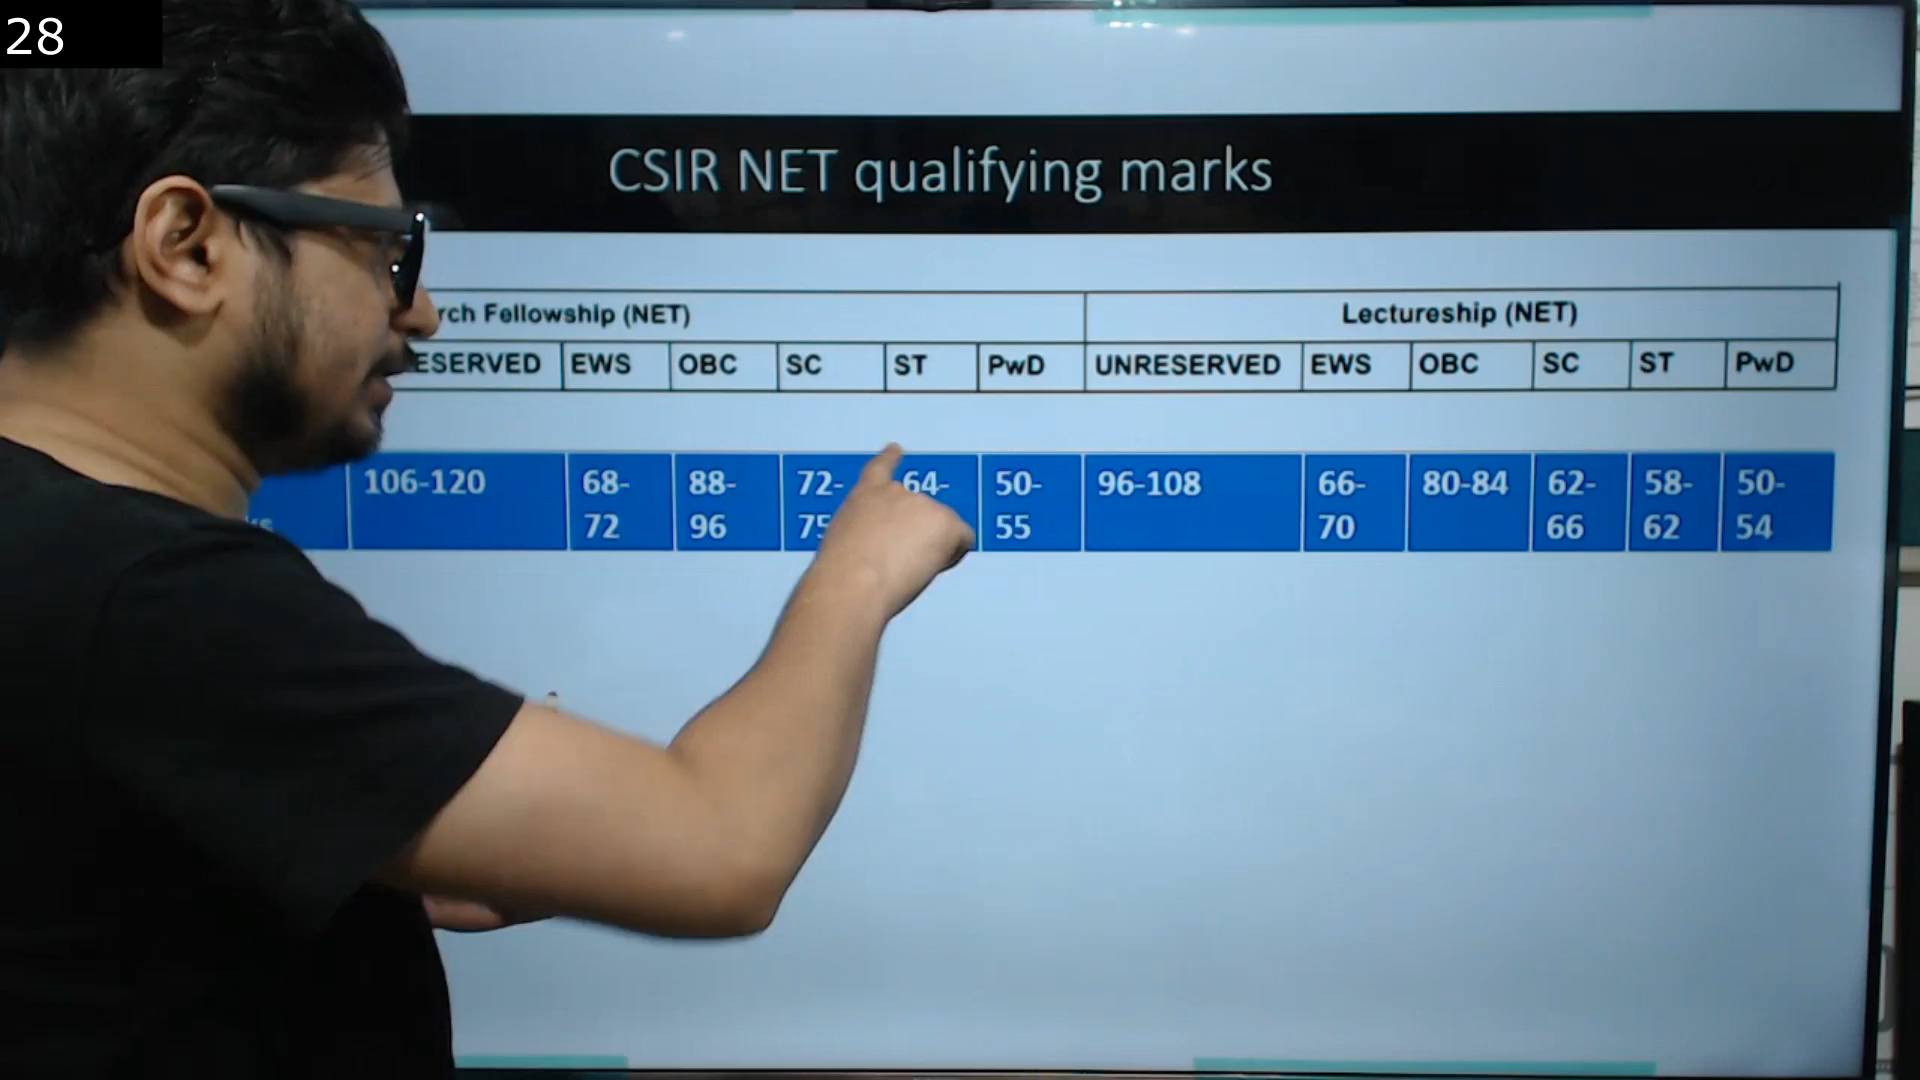 28
CSIR NET qualifying marks
Fellowship (NET) Lectureship (NET)
EWS OBC SC ST PwD UNRESERVED EWS OBC SC ST PwD
106-120 68- 88- 72- 64- 50- 96-108 66- 80-84 62- 58- 50-
72 96 75 55 70 66 62 54